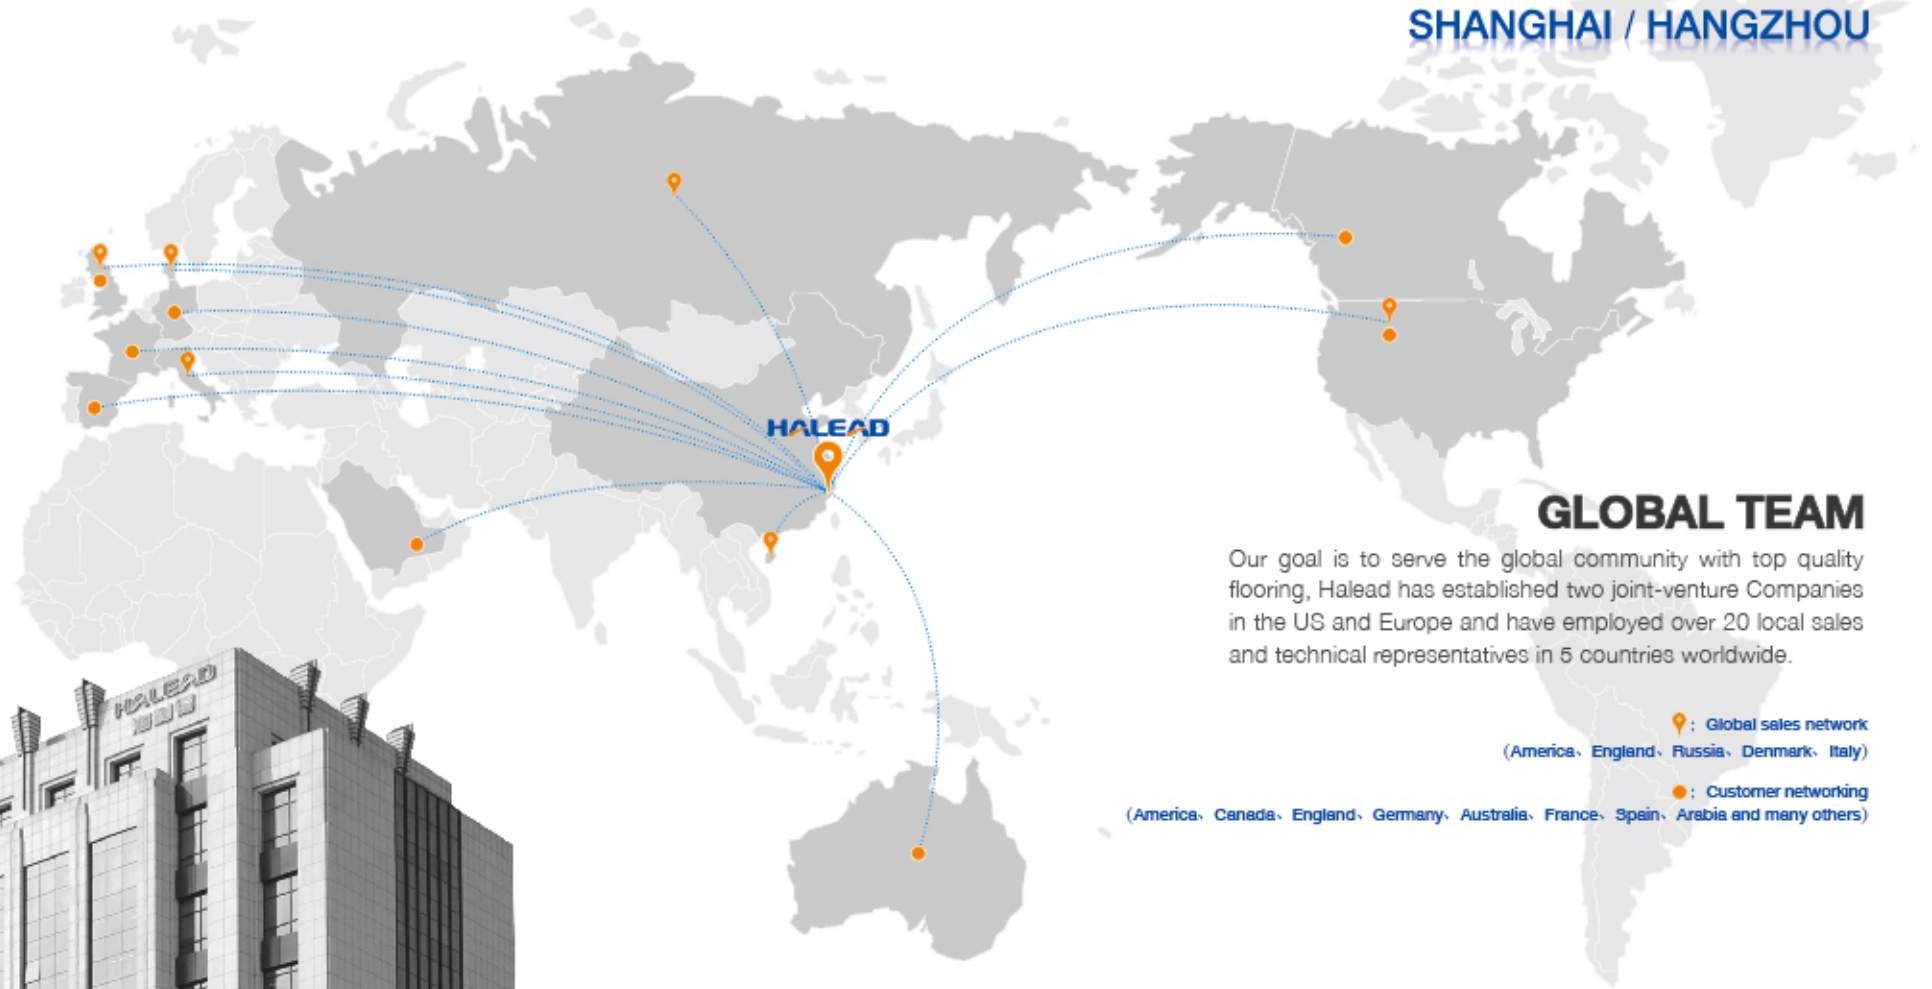 SHANGHAI / HANGZHOU
HALEAD
GLOBAL TEAM
Our goal is to serve the global community with top quality
flooring, Halead has established two joint-venture Companies
in the US and Europe and have employed over 20 local sales
and technical representatives in 5 countries worldwide.
: Global sales network
(America、England、Russia、Denmark、Italy)
: Customer networking
(America、Canada、England、Germany、Australia、France、Spain、Arabia and many others)
HALEAD